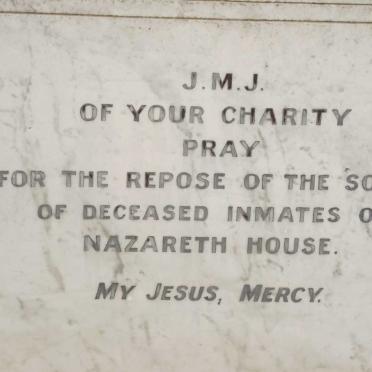 J.M.J.
OF YOUR CHARITY
PRAY
FOR THE REPOSE OF THE
OF DECEASED INMATES
NAZARETH HOUSE.
MY JESUS, MERCY.